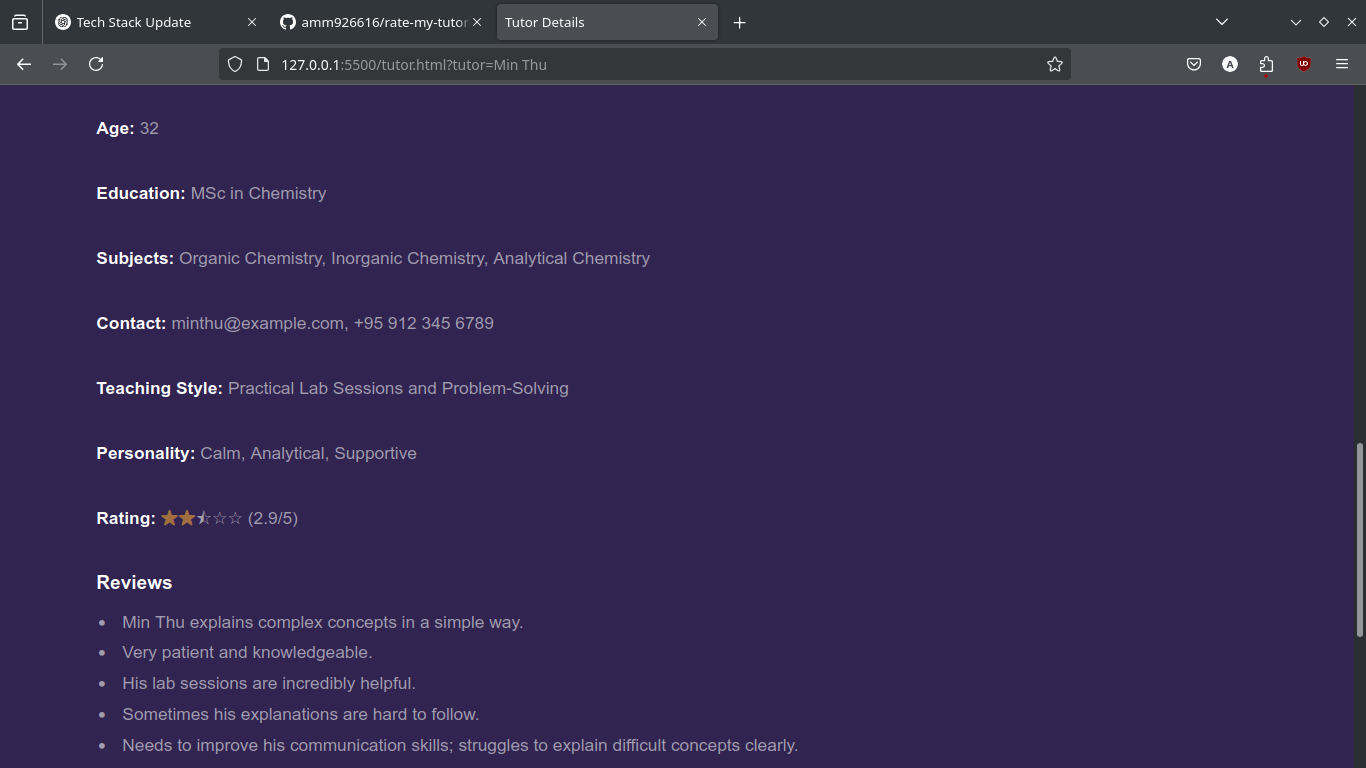 Tech Stack Update
amm926616/rate-my-tutor
Tutor Details
127.0.0.1:5500/tutor.html?tutor=Min Thu
A
Age: 32
Education: MSc in Chemistry
Subjects: Organic Chemistry, Inorganic Chemistry, Analytical Chemistry
Contact: minthu@example.com, +95 912 345 6789
Teaching Style: Practical Lab Sessions and Problem-Solving
Personality: Calm, Analytical, Supportive
Rating: ★★⯨☆☆ (2.9/5)
Reviews
• Min Thu explains complex concepts in a simple way.
• Very patient and knowledgeable.
• His lab sessions are incredibly helpful.
• Sometimes his explanations are hard to follow.
• Needs to improve his communication skills; struggles to explain difficult concepts clearly.